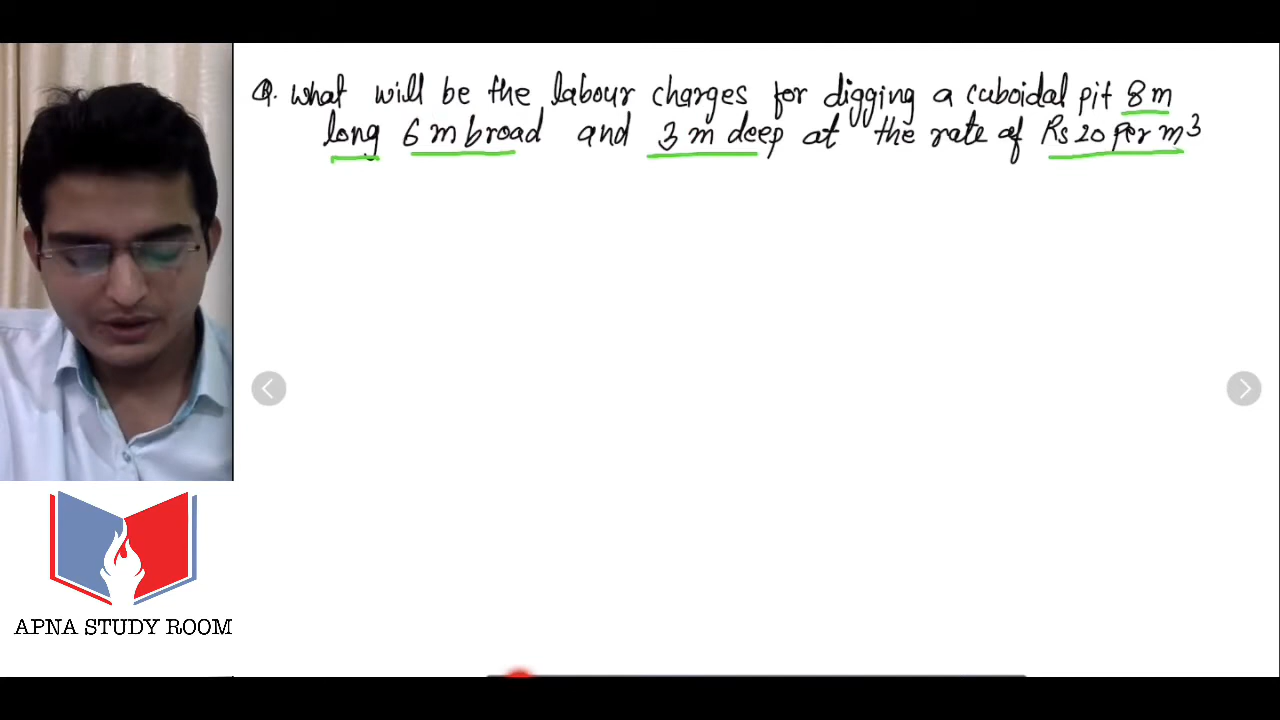 Q. What will be the labour charges for digging a cuboidal pit 8 m
long 6 m broad and 3 m deep at the rate of Rs 20 per m³
APNA STUDY ROOM